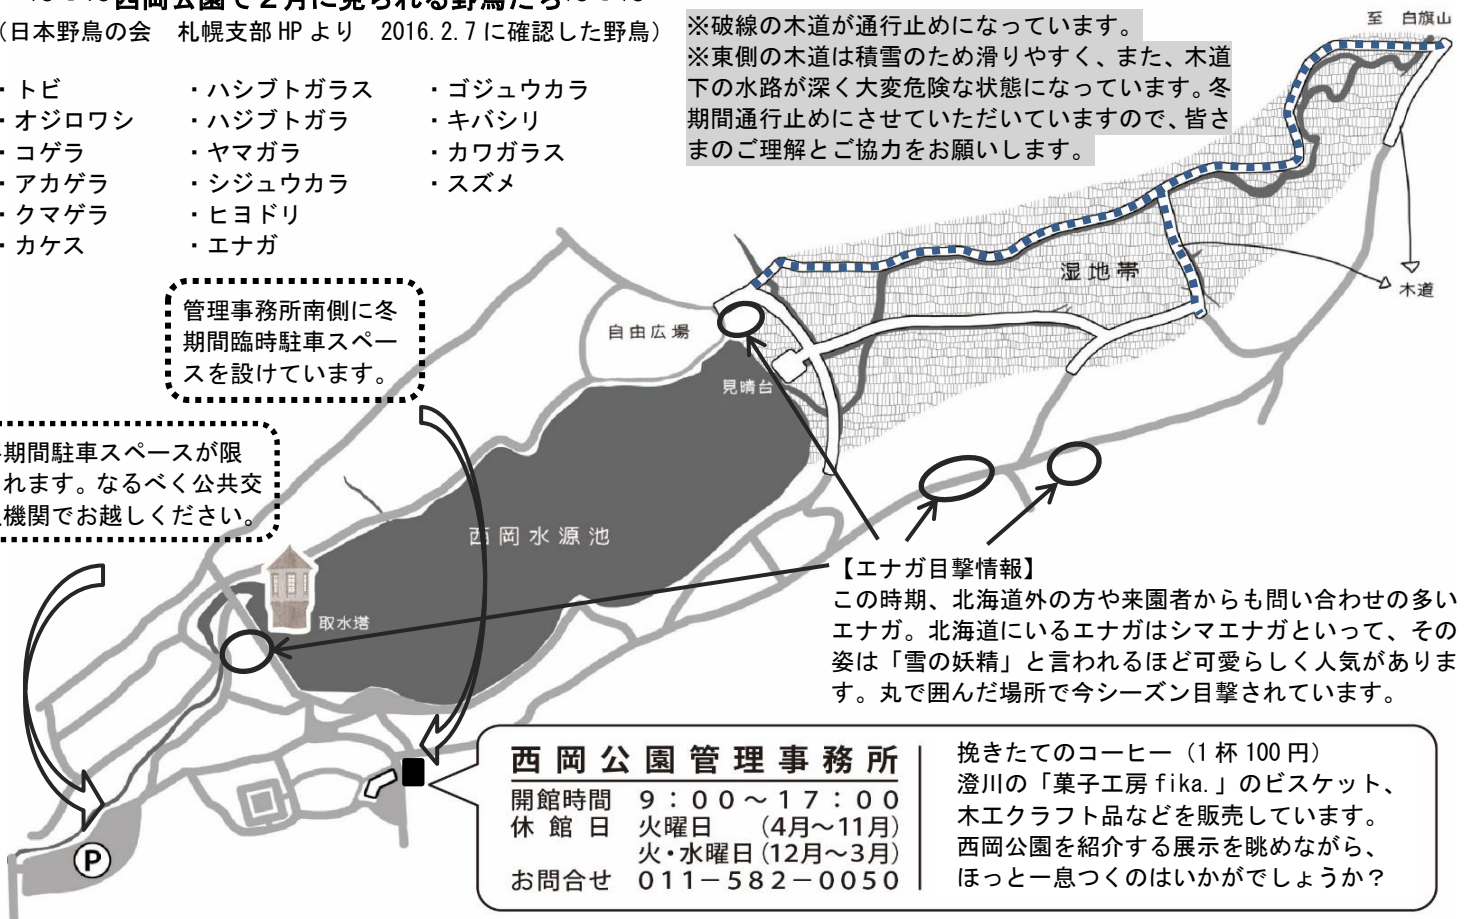 西岡公園で２月に見られる野鳥たち
（日本野鳥の会　札幌支部 HP より　2016.2.7 に確認した野鳥）
・トビ
・オジロワシ
・コゲラ
・アカゲラ
・クマゲラ
・カケス
・ハシブトガラス
・ハジブトガラ
・ヤマガラ
・シジュウカラ
・ヒヨドリ
・エナガ
・ゴジュウカラ
・キバシリ
・カワガラス
・スズメ
※破線の木道が通行止めになっています。
※東側の木道は積雪のため滑りやすく、また、木道
下の水路が深く大変危険な状態になっています。冬
期間通行止めにさせていただいていますので、皆さ
まのご理解とご協力をお願いします。
至　白旗山
湿地帯
木道
自由広場
見晴台
管理事務所南側に冬
期間臨時駐車スペー
スを設けています。
期間駐車スペースが限
れます。なるべく公共交
機関でお越しください。
西岡水源池
取水塔
【エナガ目撃情報】
この時期、北海道外の方や来園者からも問い合わせの多い
エナガ。北海道にいるエナガはシマエナガといって、その
姿は「雪の妖精」と言われるほど可愛らしく人気がありま
す。丸で囲んだ場所で今シーズン目撃されています。
西岡公園管理事務所
開館時間　９：００～１７：００
休館日　火曜日　（4月～11月）
火・水曜日（12月～3月）
お問合せ　０１１－５８２－００５０
挽きたてのコーヒー（1 杯 100 円）
澄川の「菓子工房 fika.」のビスケット、
木工クラフト品などを販売しています。
西岡公園を紹介する展示を眺めながら、
ほっと一息つくのはいかがでしょうか？
P